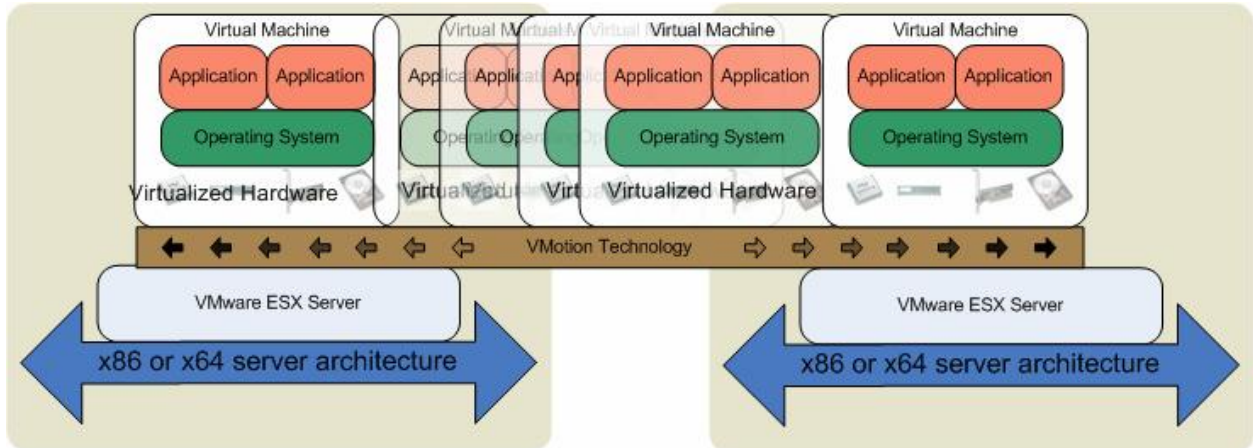 Virtual Machine
Application Application
Operating System
Virtualized Hardware
Virtual Machine
Application Application
Operating System
Virtualized Hardware
Virtual Machine
Application Application
Operating System
VMotion Technology
VMware ESX Server
x86 or x64 server architecture
VMware ESX Server
x86 or x64 server architecture